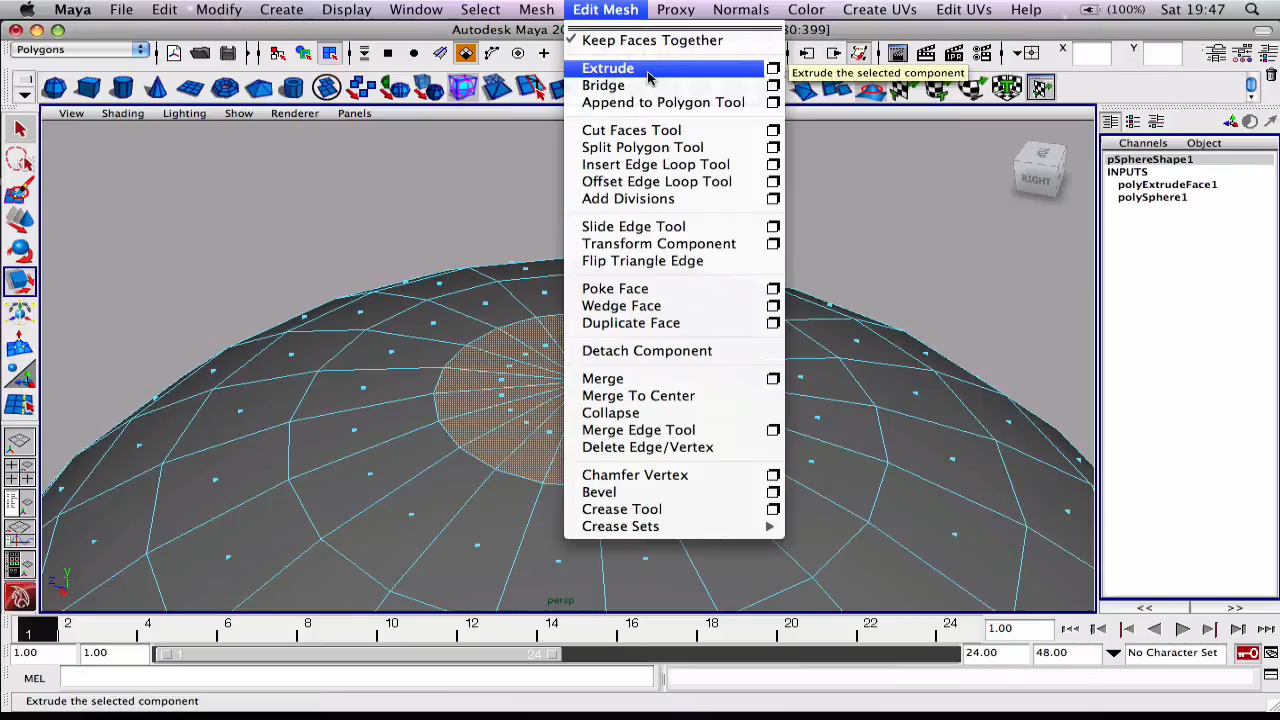 Maya File Edit Modify Create Display Window Select Mesh Edit Mesh Proxy Normals Color Create UVs Edit UVs Help (100%) Sat 19:47
Autodesk Maya 20
:399]
Polygons
Keep Faces Together
X: Y:
Extrude
Extrude the selected component
Bridge
Append to Polygon Tool
View Shading Lighting Show Renderer Panels
Cut Faces Tool
Split Polygon Tool
Insert Edge Loop Tool
Offset Edge Loop Tool
Add Divisions
Slide Edge Tool
Transform Component
Flip Triangle Edge
Poke Face
Wedge Face
Duplicate Face
Detach Component
Merge
Merge To Center
Collapse
Merge Edge Tool
Delete Edge/Vertex
Chamfer Vertex
Bevel
Crease Tool
Crease Sets
Channels Object
pSphereShape1
INPUTS
polyExtrudeFace1
polySphere1
RIGHT
y
z
persp
<< >>
1 2 4 6 8 10 12 14 16 18 20 22 24 1.00
1.00 1.00 1 24 24.00 48.00 No Character Set
MEL
Extrude the selected component